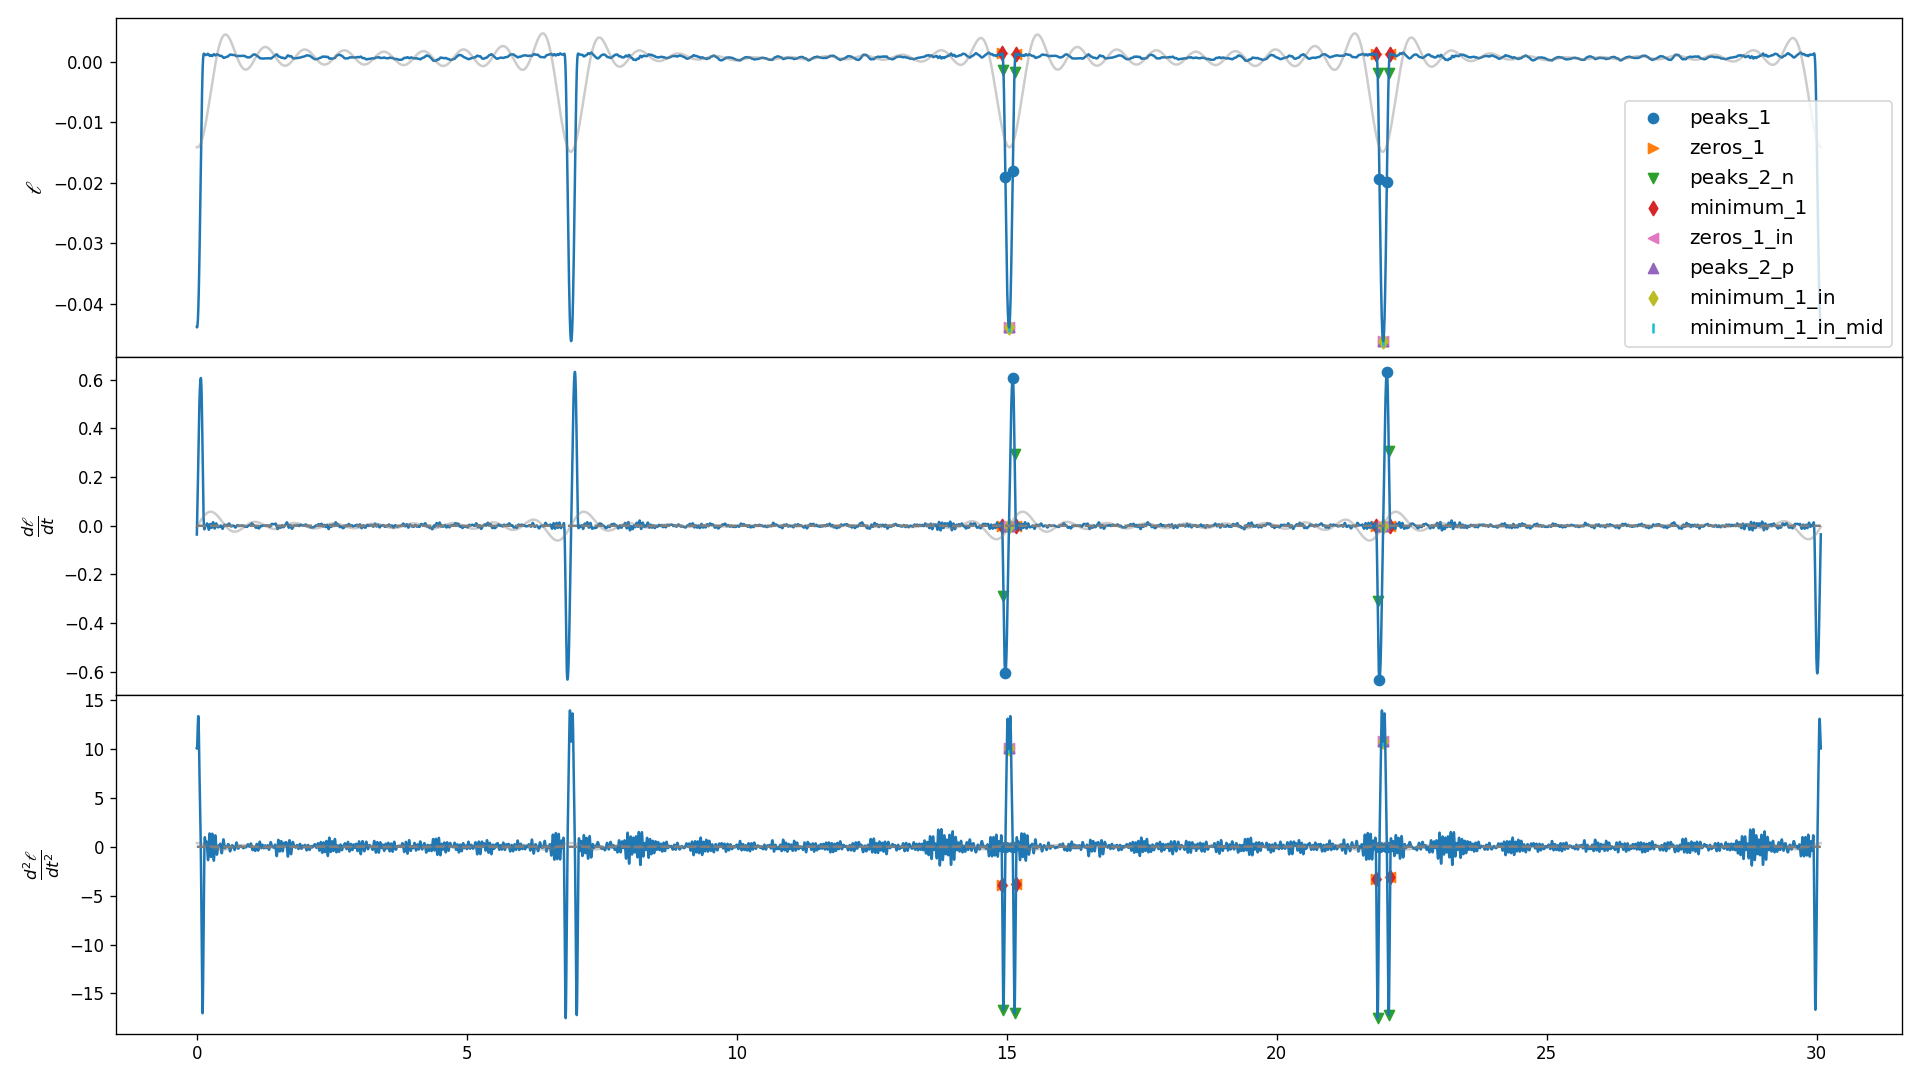 ℓ
0.00
−0.01
−0.02
−0.03
−0.04
peaks_1
zeros_1
peaks_2_n
minimum_1
zeros_1_in
peaks_2_p
minimum_1_in
minimum_1_in_mid
dℓ
dt
0.6
0.4
0.2
0.0
−0.2
−0.4
−0.6
d²ℓ
dt²
15
10
5
0
−5
−10
−15
0 5 10 15 20 25 30